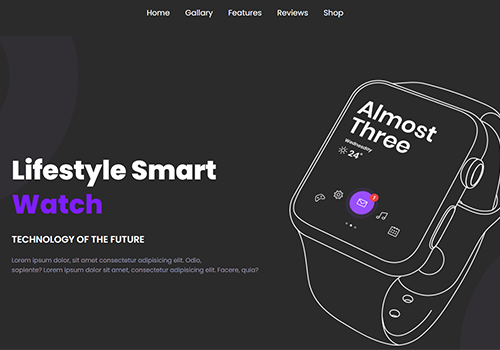 Home Gallary Features Reviews Shop
Almost
Three
Wednesday
24°
1
Lifestyle Smart
Watch
TECHNOLOGY OF THE FUTURE
Lorem ipsum dolor, sit amet consectetur adipisicing elit. Odio,
sapiente? Lorem ipsum dolor sit amet, consectetur adipisicing elit. Facere, quia?